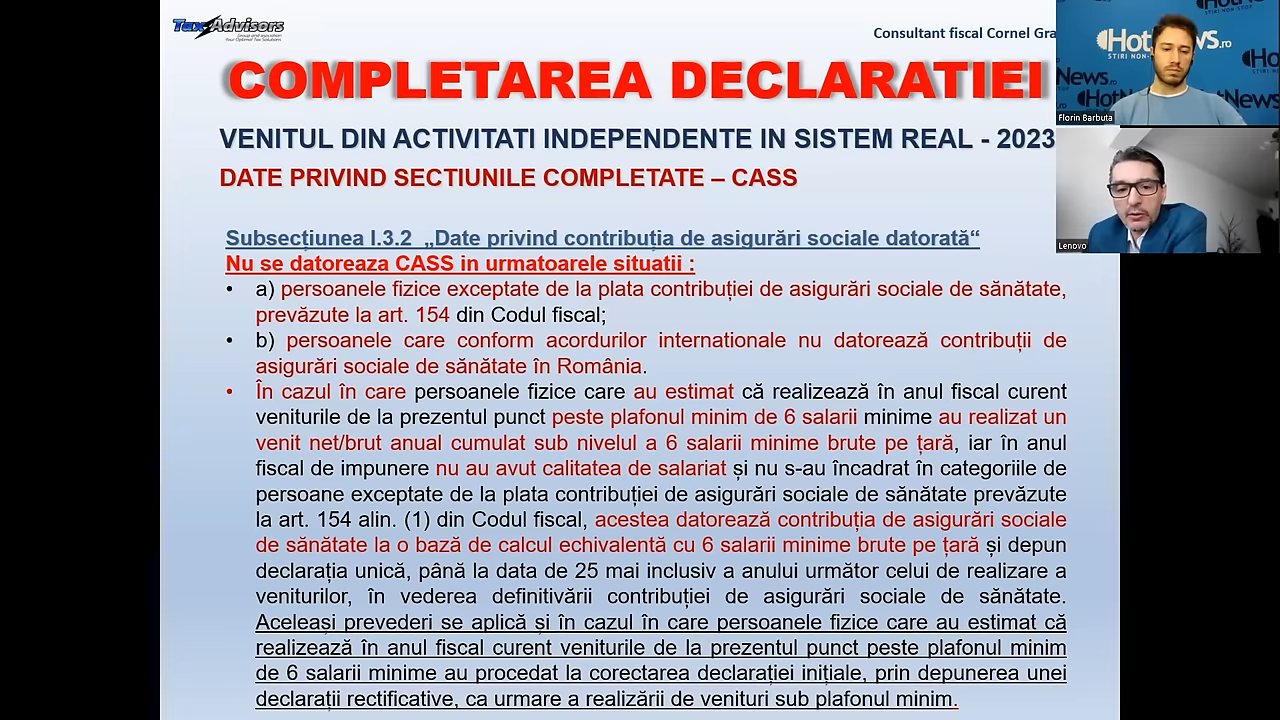 Tax Advisors
Consultant fiscal Cornel Gra
COMPLETAREA DECLARATIEI
VENITUL DIN ACTIVITATI INDEPENDENTE IN SISTEM REAL - 2023
DATE PRIVIND SECTIUNILE COMPLETATE – CASS
Subsecțiunea I.3.2 „Date privind contribuția de asigurări sociale datorată“
Nu se datoreaza CASS in urmatoarele situatii :
• a) persoanele fizice exceptate de la plata contribuției de asigurări sociale de sănătate,
prevăzute la art. 154 din Codul fiscal;
• b) persoanele care conform acordurilor internationale nu datorează contribuții de
asigurări sociale de sănătate în România.
• În cazul în care persoanele fizice care au estimat că realizează în anul fiscal curent
veniturile de la prezentul punct peste plafonul minim de 6 salarii minime au realizat un
venit net/brut anual cumulat sub nivelul a 6 salarii minime brute pe țară, iar în anul
fiscal de impunere nu au avut calitatea de salariat și nu s-au încadrat în categoriile de
persoane exceptate de la plata contribuției de asigurări sociale de sănătate prevăzute
la art. 154 alin. (1) din Codul fiscal, acestea datorează contribuția de asigurări sociale
de sănătate la o bază de calcul echivalentă cu 6 salarii minime brute pe țară și depun
declarația unică, până la data de 25 mai inclusiv a anului următor celui de realizare a
veniturilor, în vederea definitivării contribuției de asigurări sociale de sănătate.
Aceleași prevederi se aplică și în cazul în care persoanele fizice care au estimat că
realizează în anul fiscal curent veniturile de la prezentul punct peste plafonul minim
de 6 salarii minime au procedat la corectarea declarației inițiale, prin depunerea unei
declarații rectificative, ca urmare a realizării de venituri sub plafonul minim.
HotNews.ro
ȘTIRI NON-STOP
Florin Barbuta
Lenovo